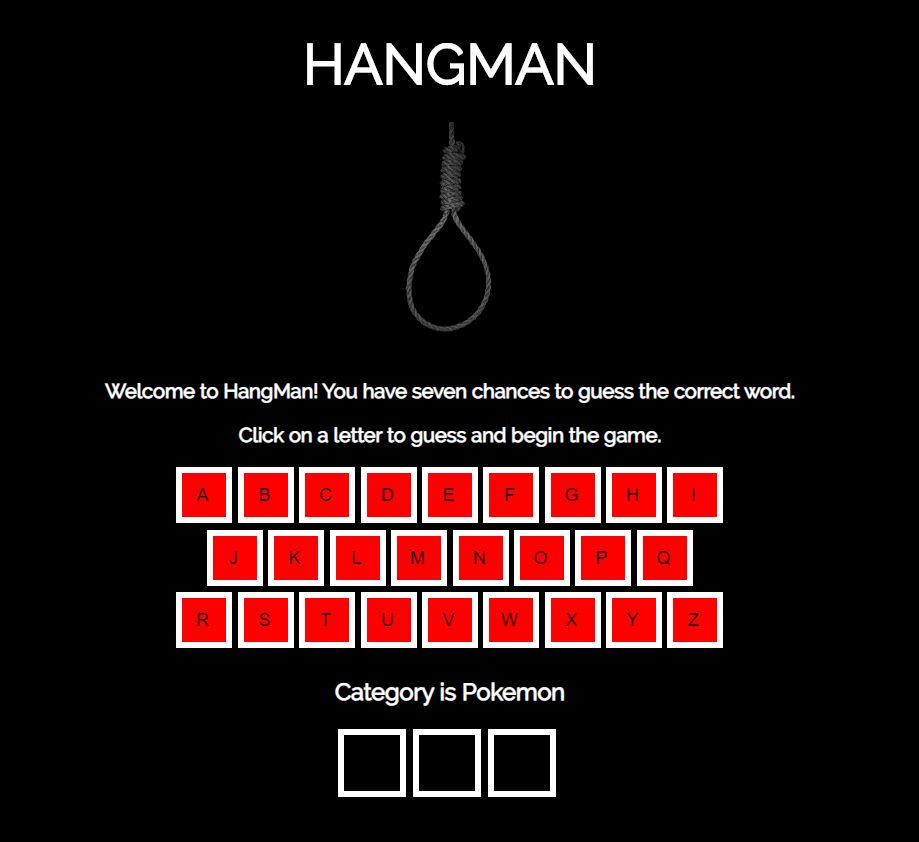 HANGMAN
Welcome to HangMan! You have seven chances to guess the correct word.
Click on a letter to guess and begin the game.
A B C D E F G H I
J K L M N O P Q
R S T U V W X Y Z
Category is Pokemon